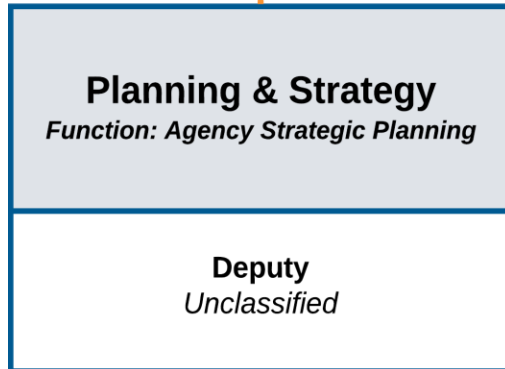 Planning & Strategy
Function: Agency Strategic Planning
Deputy
Unclassified